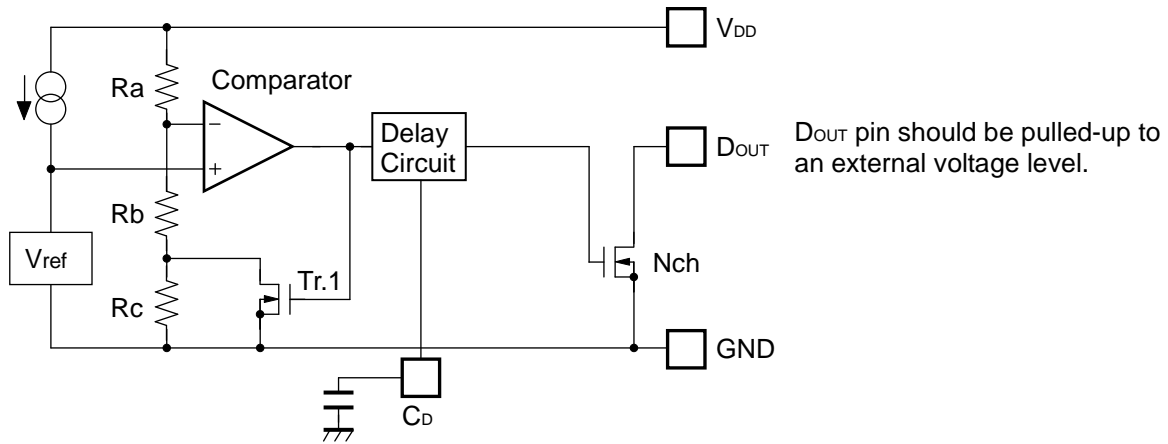 VDD
Ra
Comparator
−
+
Delay
Circuit
DOUT
DOUT pin should be pulled-up to
an external voltage level.
Rb
Vref
Nch
Tr.1
Rc
GND
CD